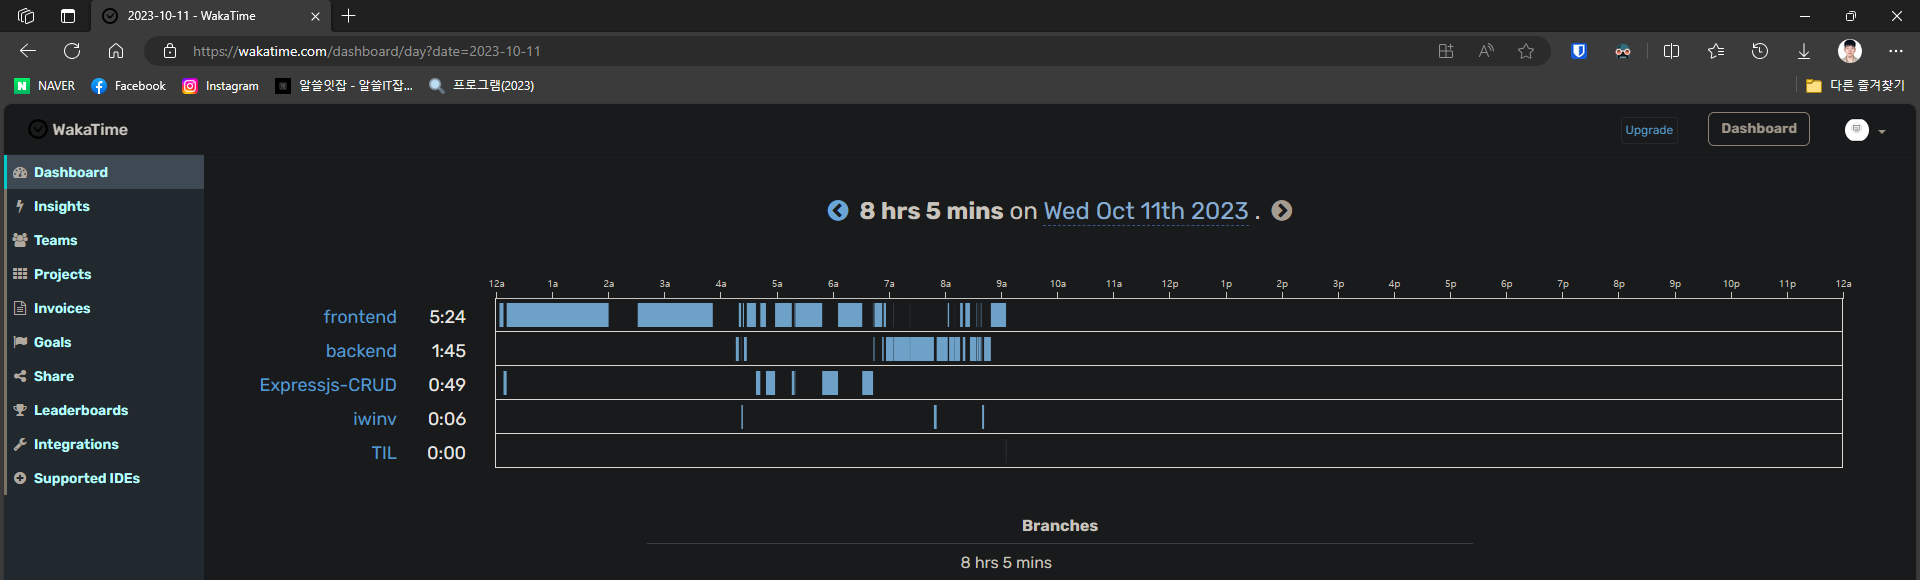 2023-10-11 - WakaTime
https://wakatime.com/dashboard/day?date=2023-10-11
NAVER Facebook Instagram 알쓸잇잡 - 알쓸IT잡... 프로그램(2023) 다른 즐겨찾기
WakaTime Upgrade Dashboard
Dashboard
Insights
Teams
Projects
Invoices
Goals
Share
Leaderboards
Integrations
Supported IDEs
8 hrs 5 mins on Wed Oct 11th 2023 .
12a 1a 2a 3a 4a 5a 6a 7a 8a 9a 10a 11a 12p 1p 2p 3p 4p 5p 6p 7p 8p 9p 10p 11p 12a
frontend 5:24
backend 1:45
Expressjs-CRUD 0:49
iwinv 0:06
TIL 0:00
Branches
8 hrs 5 mins